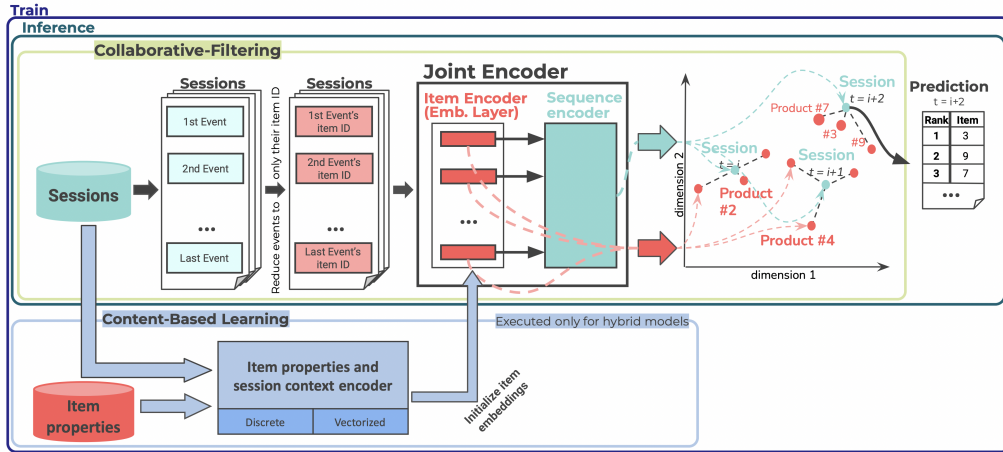 Train
Inference
Collaborative-Filtering
Sessions
Sessions
1st Event
2nd Event
...
Last Event
Reduce events to only their item ID
Sessions
1st Event's
item ID
2nd Event's
item ID
...
Last Event's
item ID
Joint Encoder
Item Encoder
(Emb. Layer)
...
Sequence
encoder
dimension 2
dimension 1
Session
t = i
Product
#2
Session
t = i+1
Product #4
Session
t = i+2
Product #7
#3
#9
Prediction
t = i+2
Rank Item
1 3
2 9
3 7
...
Content-Based Learning
Executed only for hybrid models
Item
properties
Item properties and
session context encoder
Discrete Vectorized
Initialize item
embeddings